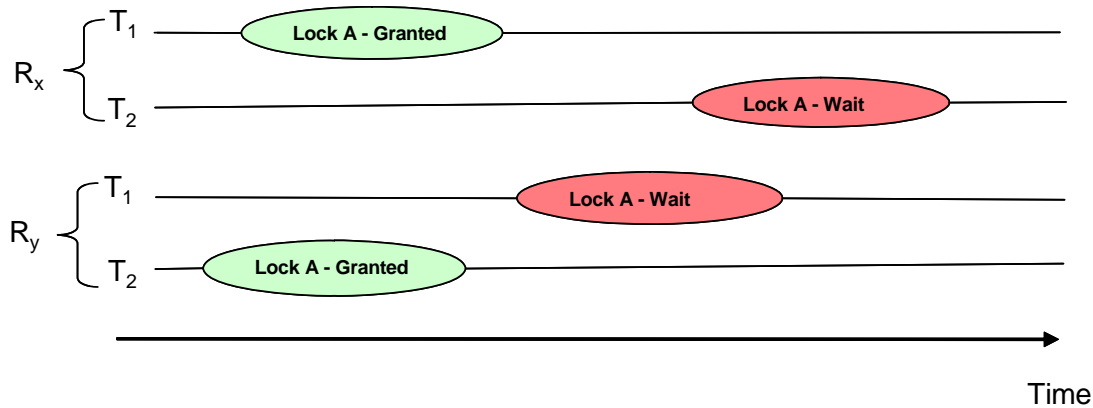 T1
Lock A - Granted
Rx
T2
Lock A - Wait
T1
Lock A - Wait
Ry
T2
Lock A - Granted
Time